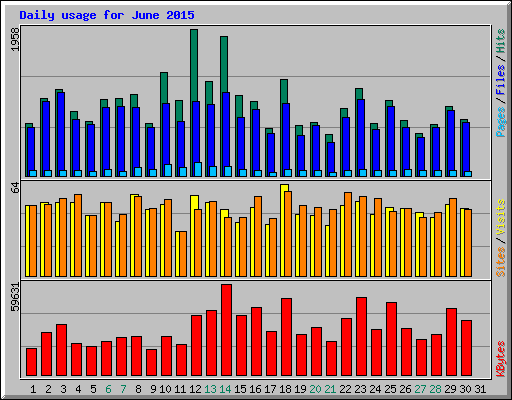 Daily usage for June 2015
1958
Pages / Files / Hits
64
Sites / Visits
59631
KBytes
1 2 3 4 5 6 7 8 9 10 11 12 13 14 15 16 17 18 19 20 21 22 23 24 25 26 27 28 29 30 31